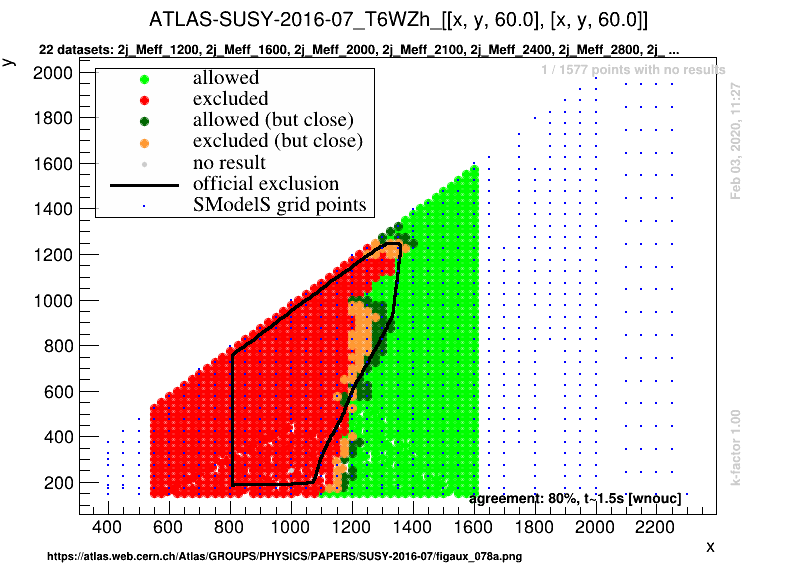 ATLAS-SUSY-2016-07_T6WZh_[[x, y, 60.0], [x, y, 60.0]]
22 datasets: 2j_Meff_1200, 2j_Meff_1600, 2j_Meff_2000, 2j_Meff_2100, 2j_Meff_2400, 2j_Meff_2800, 2j_ ...
y
1 / 1577 points with no results
allowed
excluded
allowed (but close)
excluded (but close)
no result
official exclusion
SModelS grid points
Feb 03, 2020, 11:27
k-factor 1.00
2000
1800
1600
1400
1200
1000
800
600
400
200
agreement: 80%, t~1.5s [wnouc]
400 600 800 1000 1200 1400 1600 1800 2000 2200
x
https://atlas.web.cern.ch/Atlas/GROUPS/PHYSICS/PAPERS/SUSY-2016-07/figaux_078a.png